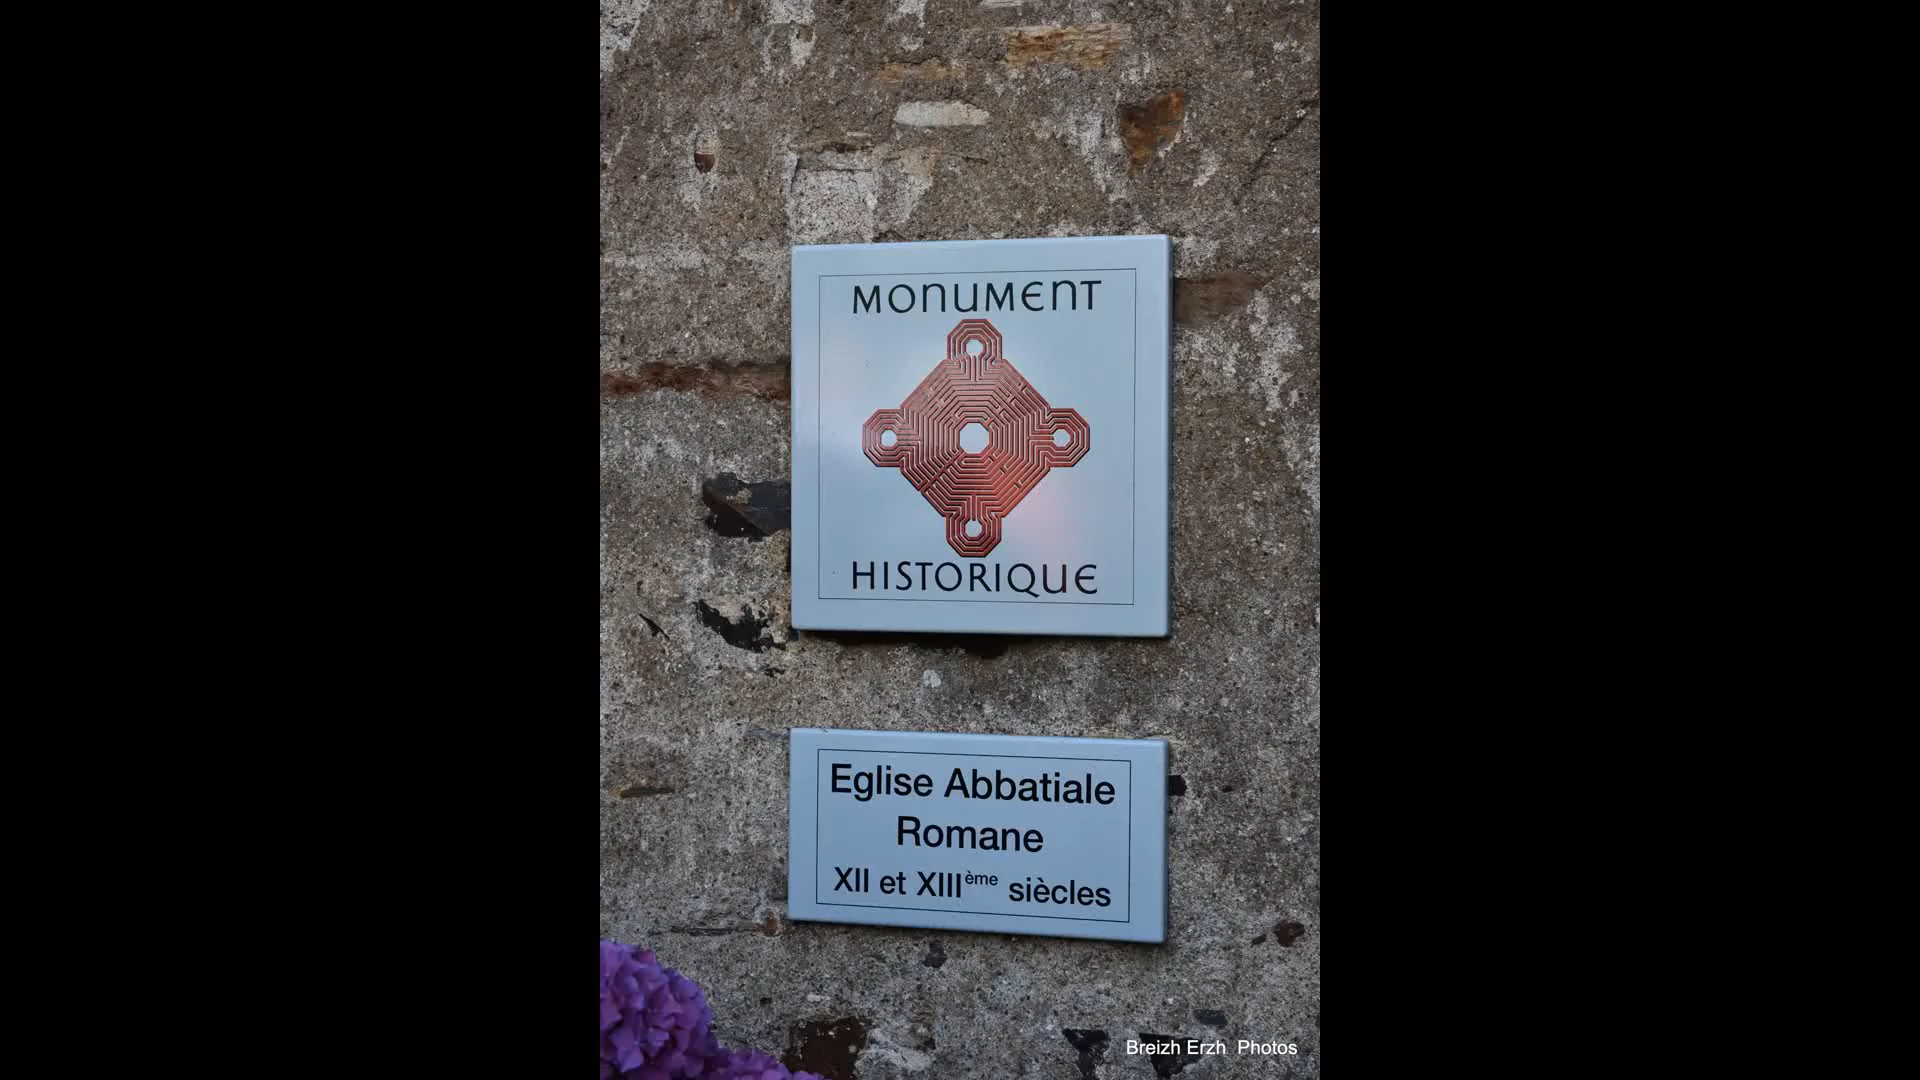 MONUMENT
HISTORIQUE
Eglise Abbatiale
Romane
XII et XIIIème siècles
Breizh Erzh Photos